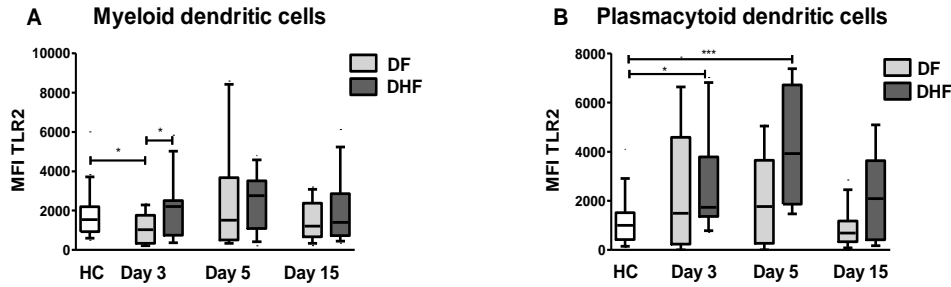 A
Myeloid dendritic cells
MFI TLR2
10000
8000
6000
4000
2000
0
*
*
DF
DHF
HC
Day 3
Day 5
Day 15
B
Plasmacytoid dendritic cells
MFI TLR2
8000
6000
4000
2000
0
***
*
DF
DHF
HC
Day 3
Day 5
Day 15